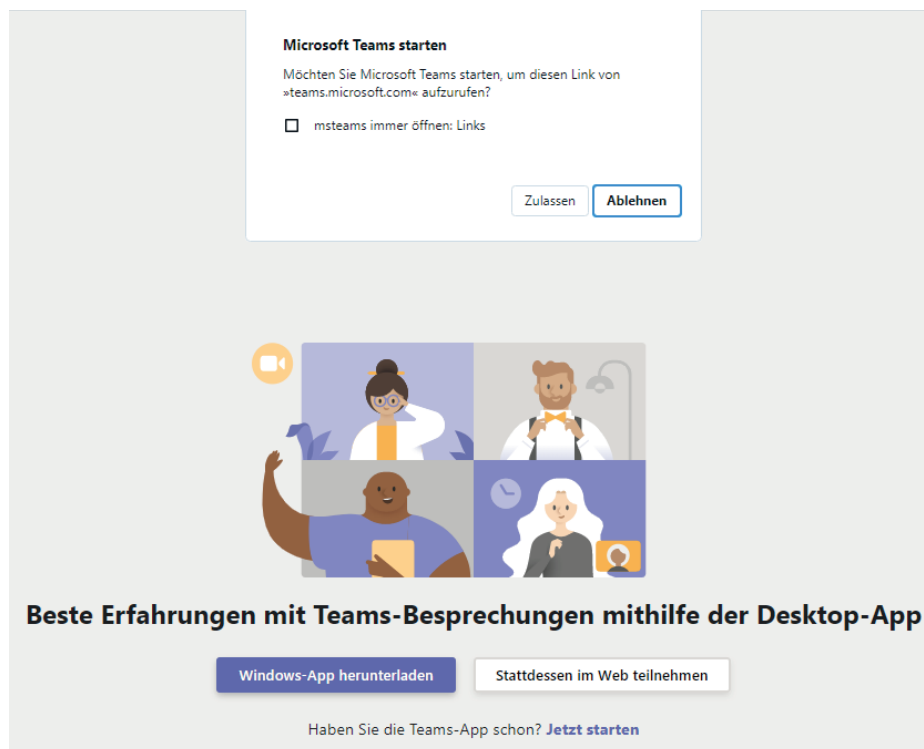 Microsoft Teams starten
Möchten Sie Microsoft Teams starten, um diesen Link von
»teams.microsoft.com« aufzurufen?
msteams immer öffnen: Links
Zulassen
Ablehnen
Beste Erfahrungen mit Teams-Besprechungen mithilfe der Desktop-App
Windows-App herunterladen
Stattdessen im Web teilnehmen
Haben Sie die Teams-App schon? Jetzt starten